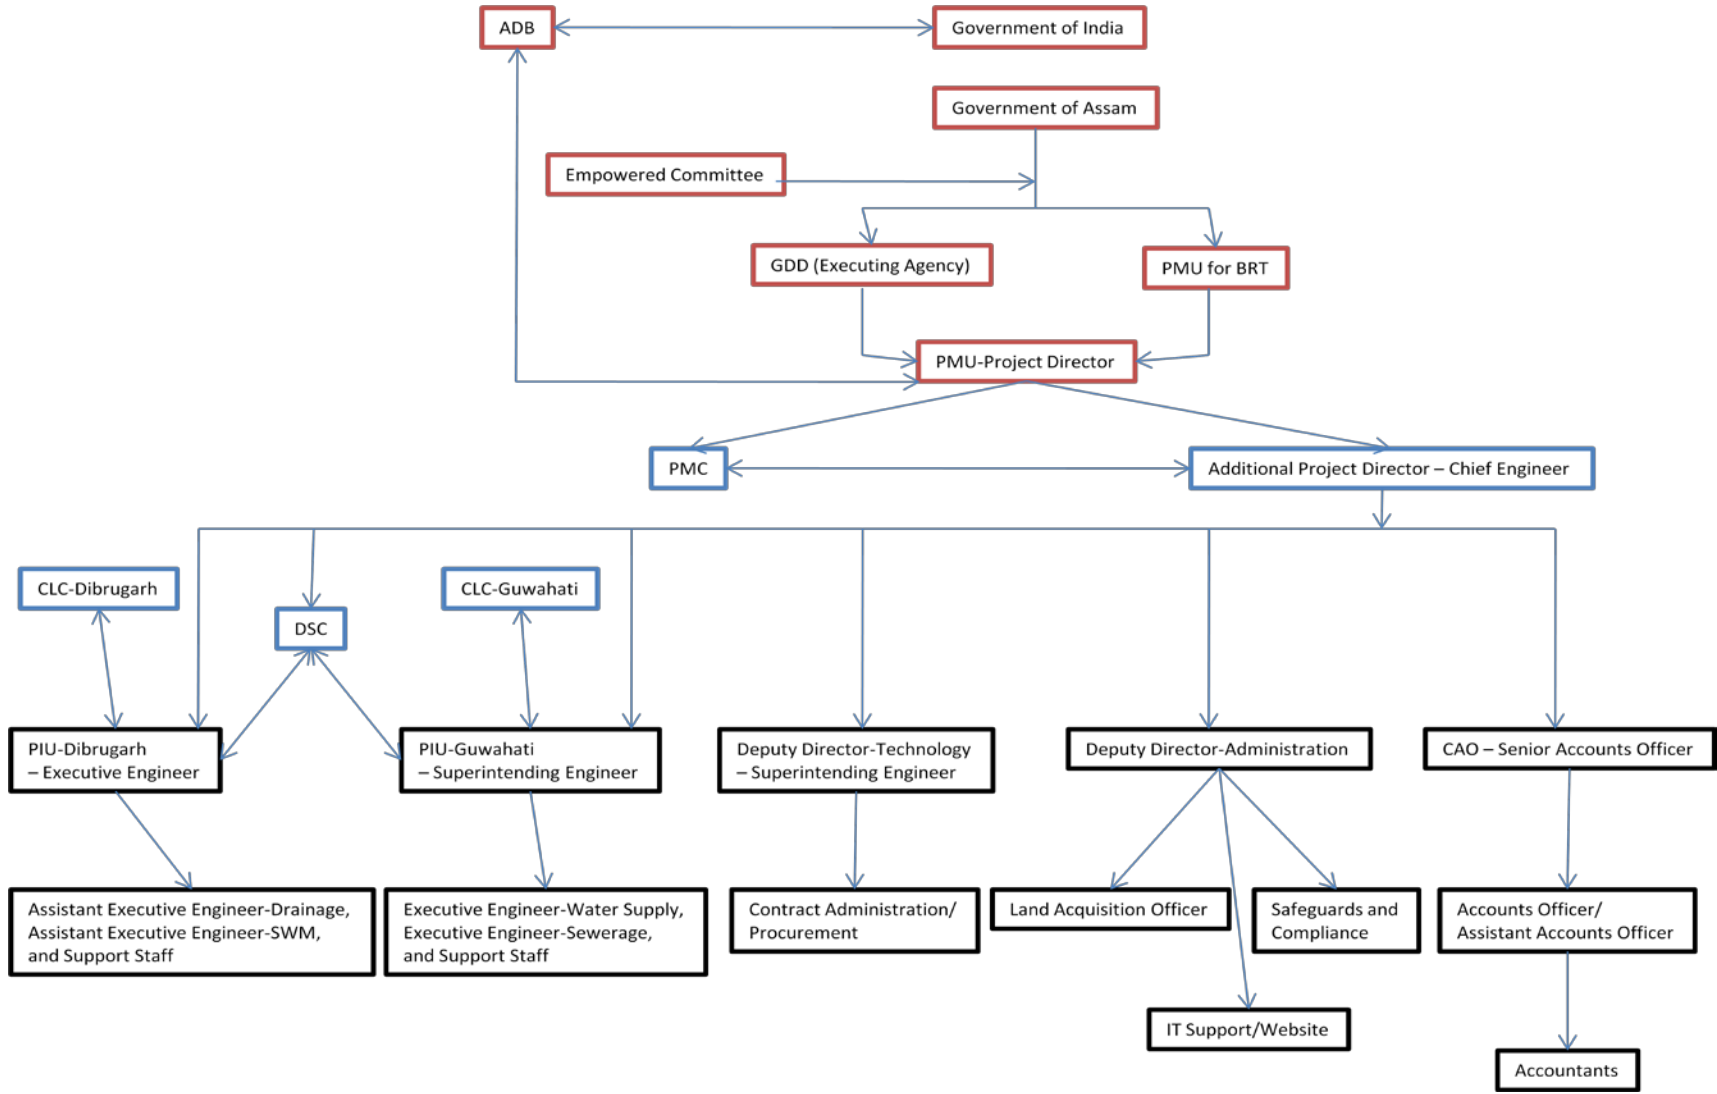 ADB
Government of India
Government of Assam
Empowered Committee
GDD (Executing Agency)
PMU for BRT
PMU-Project Director
PMC
Additional Project Director – Chief Engineer
CLC-Dibrugarh
CLC-Guwahati
DSC
PIU-Dibrugarh
– Executive Engineer
PIU-Guwahati
– Superintending Engineer
Deputy Director-Technology
– Superintending Engineer
Deputy Director-Administration
CAO – Senior Accounts Officer
Assistant Executive Engineer-Drainage,
Assistant Executive Engineer-SWM,
and Support Staff
Executive Engineer-Water Supply,
Executive Engineer-Sewerage,
and Support Staff
Contract Administration/
Procurement
Land Acquisition Officer
Safeguards and
Compliance
Accounts Officer/
Assistant Accounts Officer
IT Support/Website
Accountants